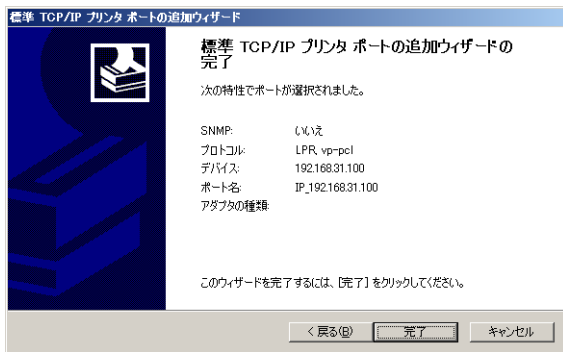 標準 TCP/IP プリンタ ポートの追加ウィザード
標準 TCP/IP プリンタ ポートの追加ウィザードの
完了
次の特性でポートが選択されました。
SNMP: いいえ
プロトコル: LPR, vp-pcl
デバイス: 192.168.31.100
ポート名: IP_192.168.31.100
アダプタの種類:
このウィザードを完了するには、[完了] をクリックしてください。
< 戻る(B) 完了 キャンセル